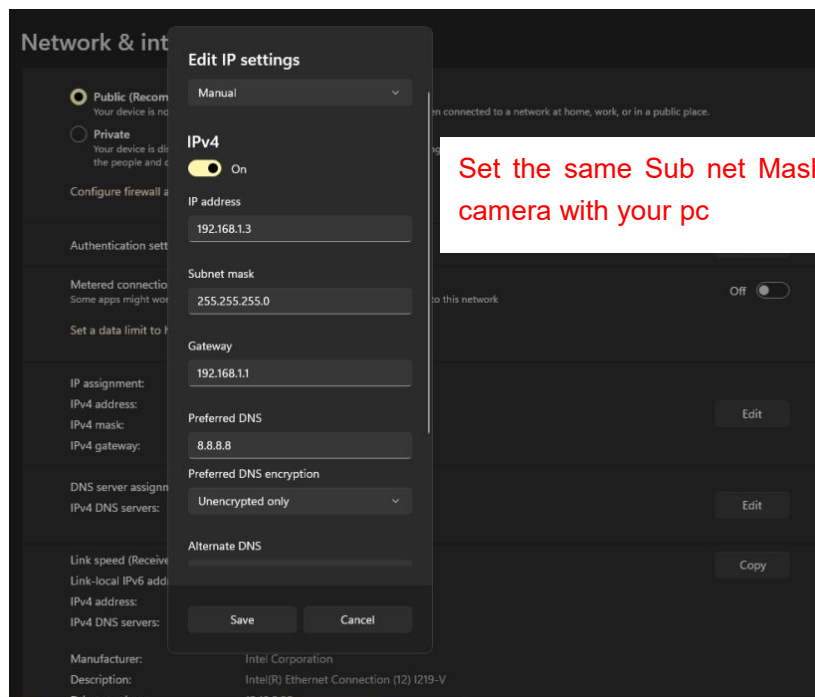 Network & int
Edit IP settings
Manual
Public (Recom
Your device is no
en connected to a network at home, work, or in a public place.
Private
Your device is dis
the people and d
IPv4
On
Set the same Sub net Mask
camera with your pc
Configure firewall a
IP address
192.168.1.3
Authentication sett
Subnet mask
Metered connectio
Some apps might wor
to this network
Off
255.255.255.0
Set a data limit to h
Gateway
192.168.1.1
IP assignment:
IPv4 address:
IPv4 mask:
IPv4 gateway:
Edit
Preferred DNS
8.8.8.8
Preferred DNS encryption
Unencrypted only
DNS server assignn
IPv4 DNS servers:
Edit
Alternate DNS
Link speed (Receive
Link-local IPv6 addr
IPv4 address:
IPv4 DNS servers:
Copy
Save
Cancel
Manufacturer:
Intel Corporation
Description:
Intel(R) Ethernet Connection (12) I219-V